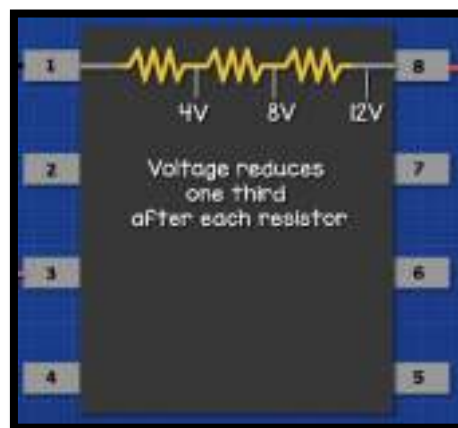 1 8
4V 8V 12V
2 7
Voltage reduces
one third
after each resistor
3 6
4 5